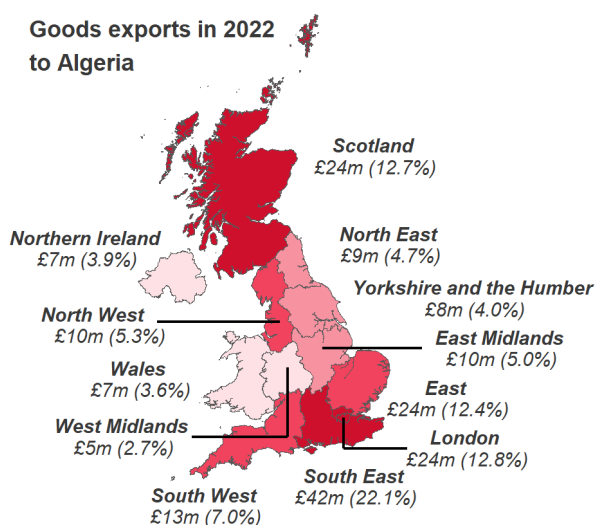 Goods exports in 2022
to Algeria
Scotland
£24m (12.7%)
Northern Ireland
£7m (3.9%)
North East
£9m (4.7%)
Yorkshire and the Humber
£8m (4.0%)
North West
£10m (5.3%)
East Midlands
£10m (5.0%)
Wales
£7m (3.6%)
East
£24m (12.4%)
West Midlands
£5m (2.7%)
London
£24m (12.8%)
South East
£42m (22.1%)
South West
£13m (7.0%)